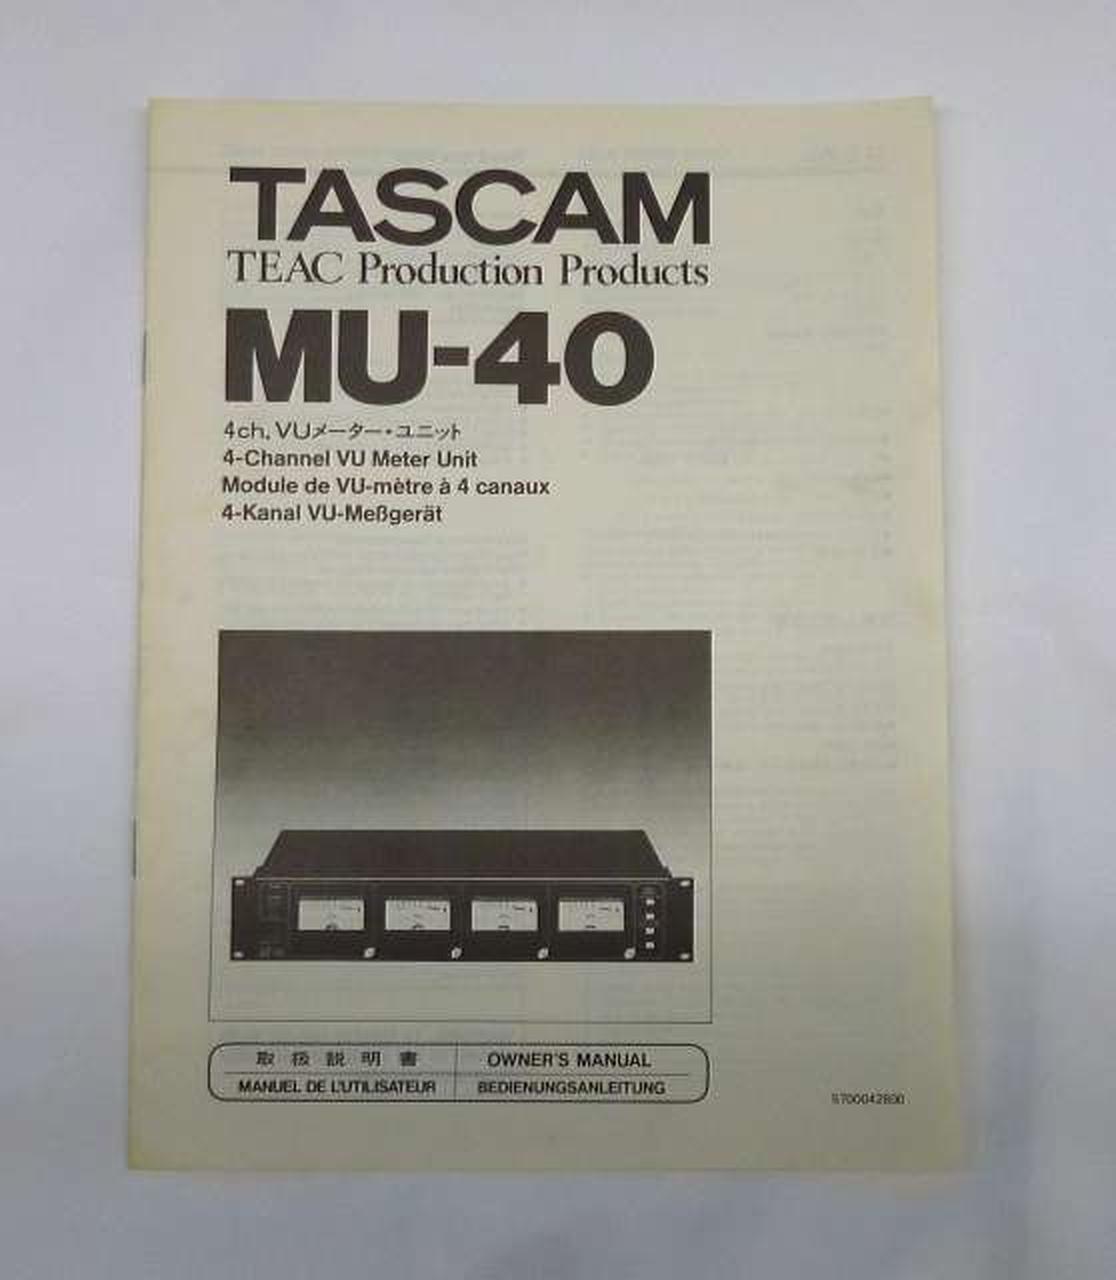 TASCAM
TEAC Production Products
MU-40
4ch. VUメーター・ユニット
4-Channel VU Meter Unit
Module de VU-mètre à 4 canaux
4-Kanal VU-Meßgerät
取扱説明書
OWNER'S MANUAL
MANUEL DE L'UTILISATEUR
BEDIENUNGSANLEITUNG